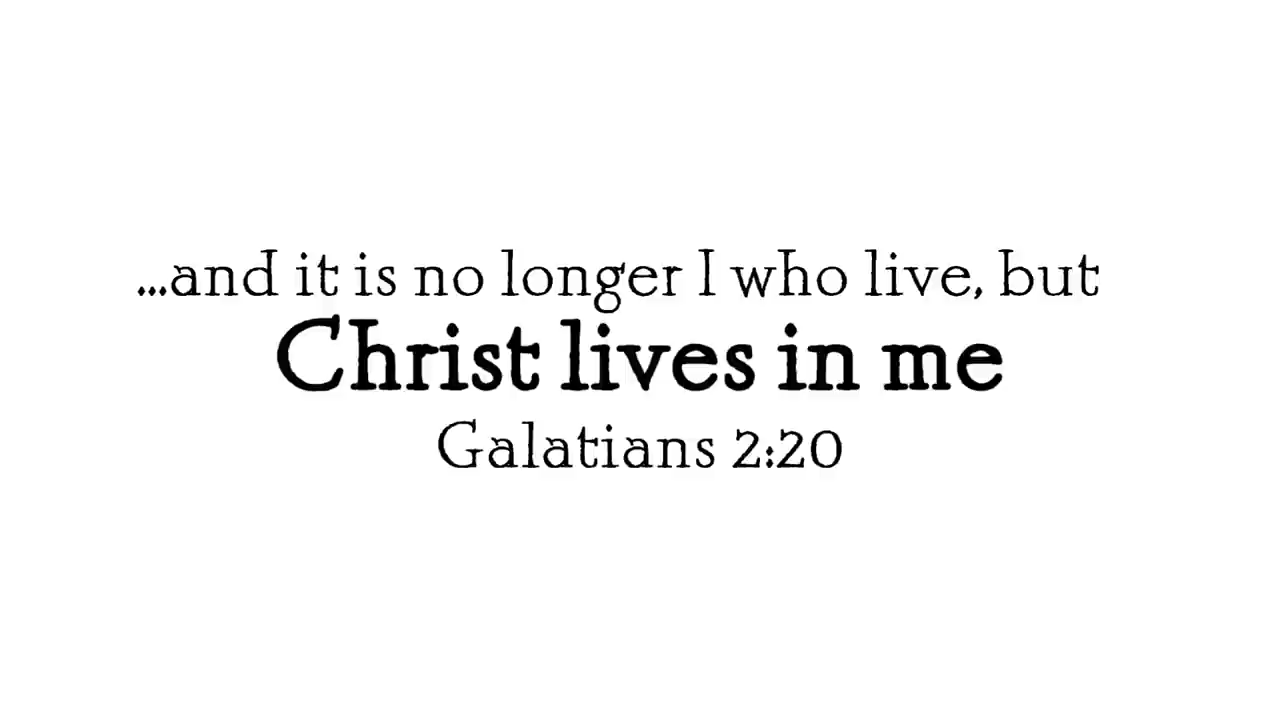 ...and it is no longer I who live, but
Christ lives in me
Galatians 2:20